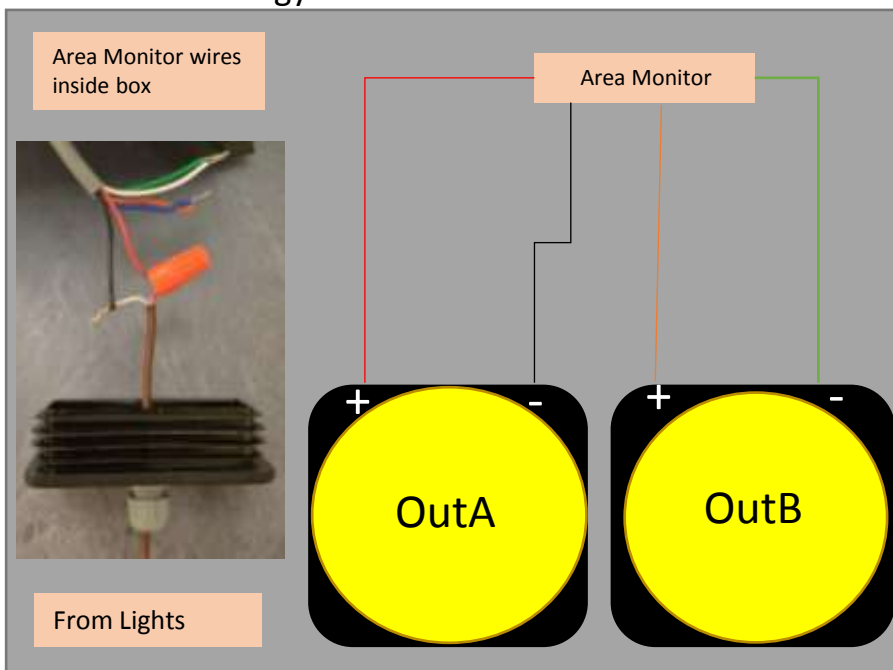 Area Monitor wires
inside box
Area Monitor
+
-
+
-
OutA
OutB
From Lights